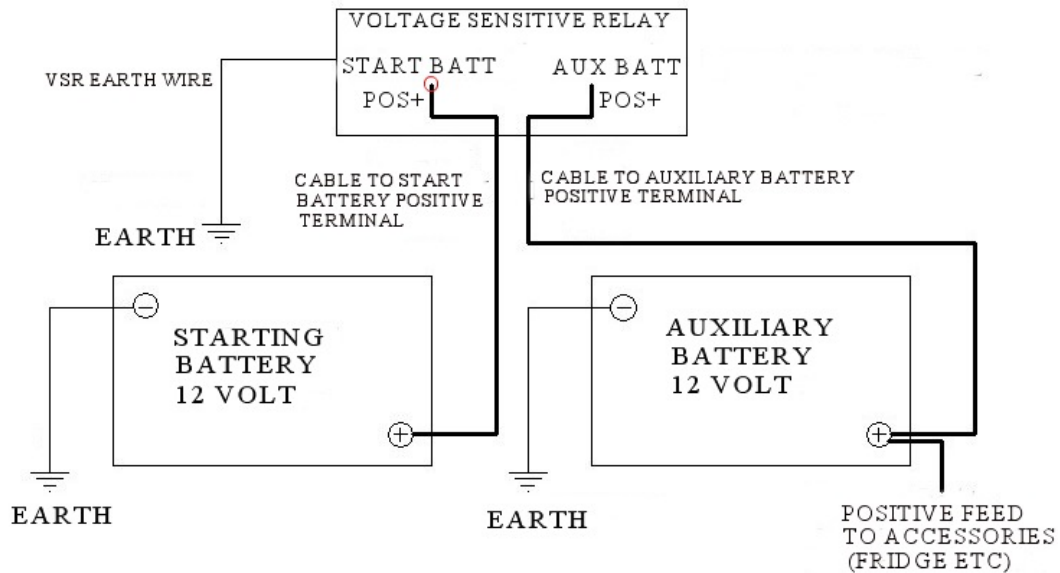 VOLTAGE SENSITIVE RELAY
START BATT
AUX BATT
POS+
POS+
VSR EARTH WIRE
CABLE TO START
BATTERY POSITIVE
TERMINAL
CABLE TO AUXILIARY BATTERY
POSITIVE TERMINAL
EARTH
STARTING
BATTERY
12 VOLT
AUXILIARY
BATTERY
12 VOLT
EARTH
EARTH
POSITIVE FEED
TO ACCESSORIES
(FRIDGE ETC)